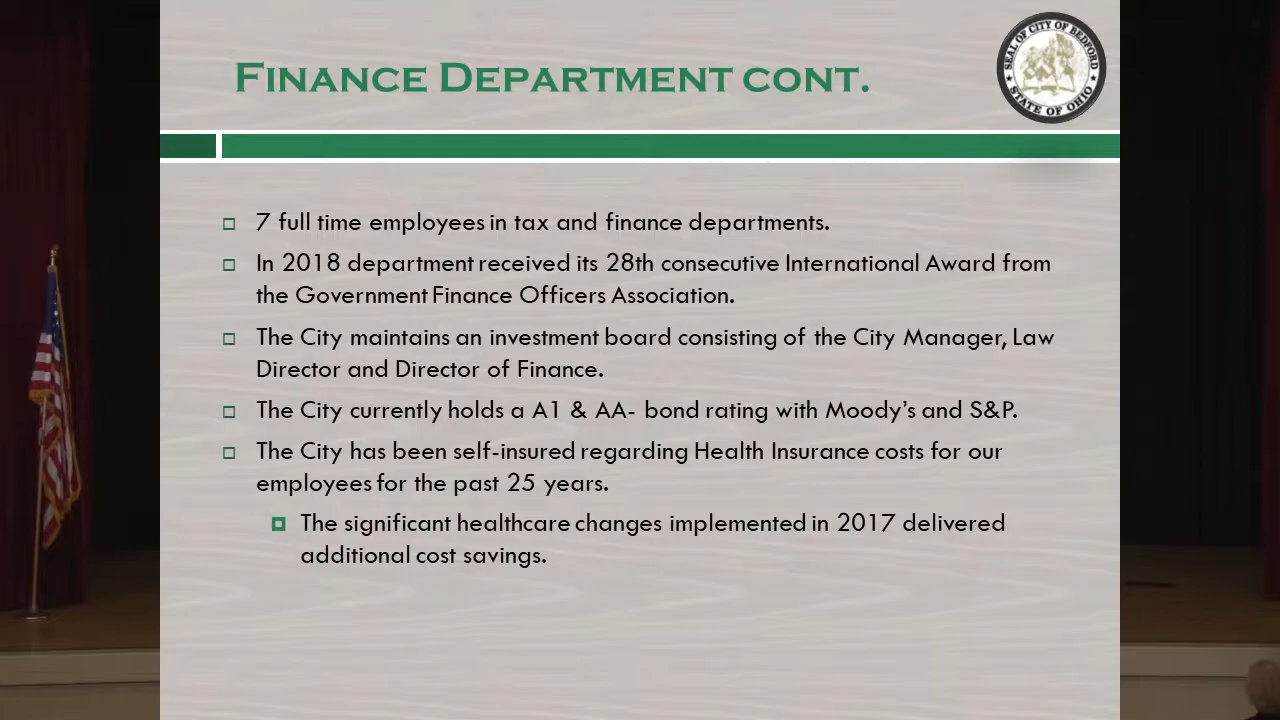 FINANCE DEPARTMENT CONT.
SEAL OF CITY OF BEDFORD
STATE OF OHIO
7 full time employees in tax and finance departments.
In 2018 department received its 28th consecutive International Award from
the Government Finance Officers Association.
The City maintains an investment board consisting of the City Manager, Law
Director and Director of Finance.
The City currently holds a A1 & AA- bond rating with Moody's and S&P.
The City has been self-insured regarding Health Insurance costs for our
employees for the past 25 years.
The significant healthcare changes implemented in 2017 delivered
additional cost savings.